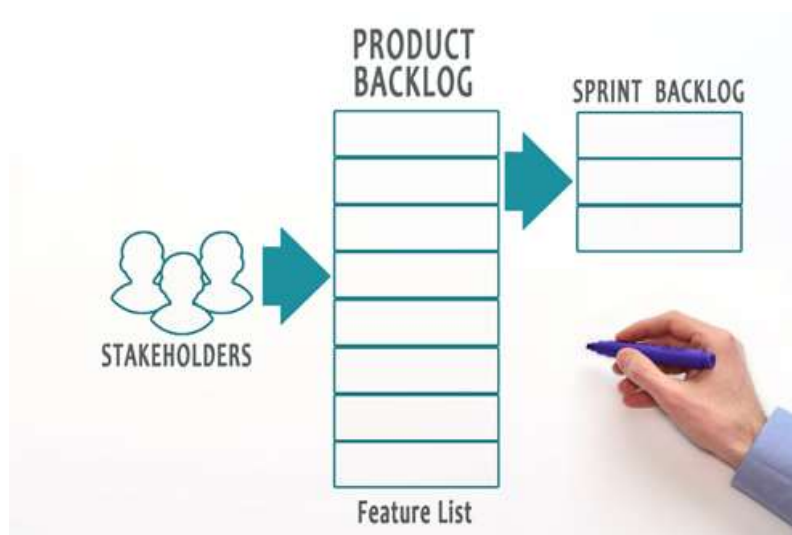 PRODUCT
BACKLOG
SPRINT BACKLOG
STAKEHOLDERS
Feature List